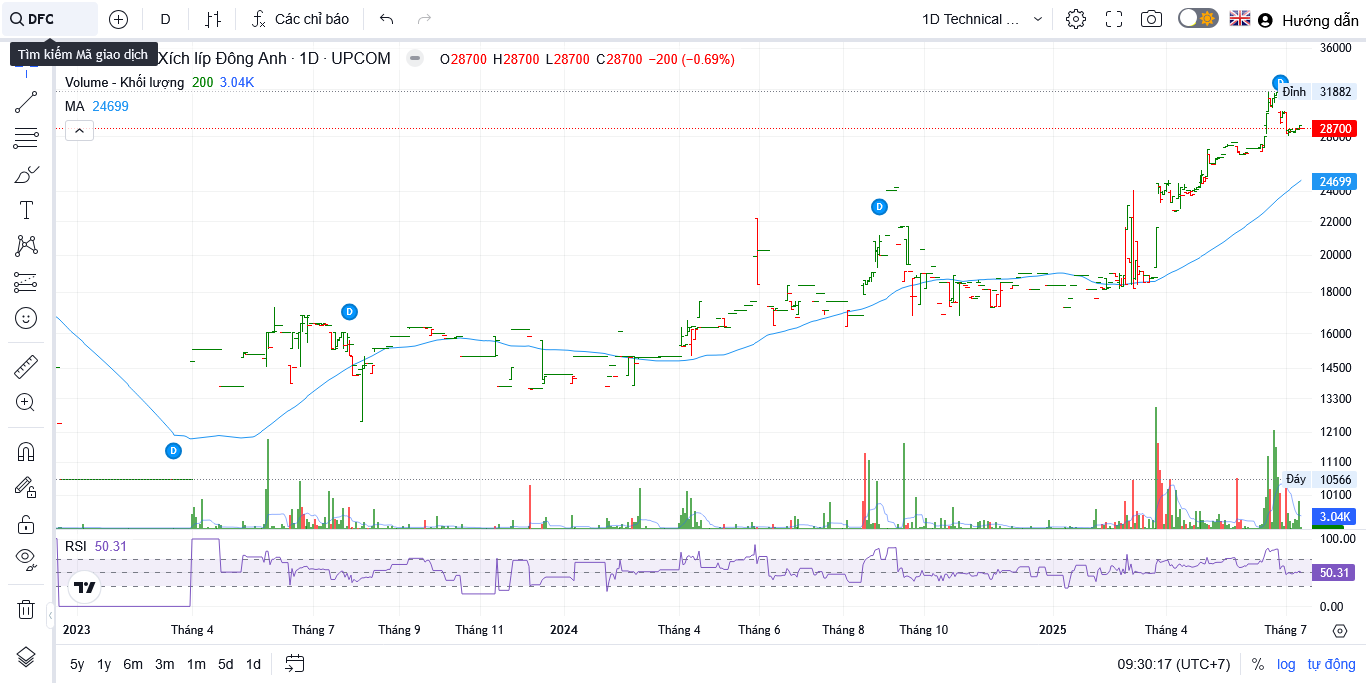 DFC D Các chỉ báo 1D Technical ... Hướng dẫn
Tìm kiếm Mã giao dịch
Xích líp Đông Anh · 1D · UPCOM O28700 H28700 L28700 C28700 −200 (−0.69%)
Volume - Khối lượng 200 3.04K
MA 24699
36000
D
Đỉnh 31882
28700
28000
24699
24000
D
22000
20000
18000
D
16000
14500
13300
12100
D
11100
Đáy 10566
10100
3.04K
RSI 50.31
100.00
50.31
0.00
2023 Tháng 4 Tháng 7 Tháng 9 Tháng 11 2024 Tháng 4 Tháng 6 Tháng 8 Tháng 10 2025 Tháng 4 Tháng 7
5y 1y 6m 3m 1m 5d 1d 09:30:17 (UTC+7) % log tự động